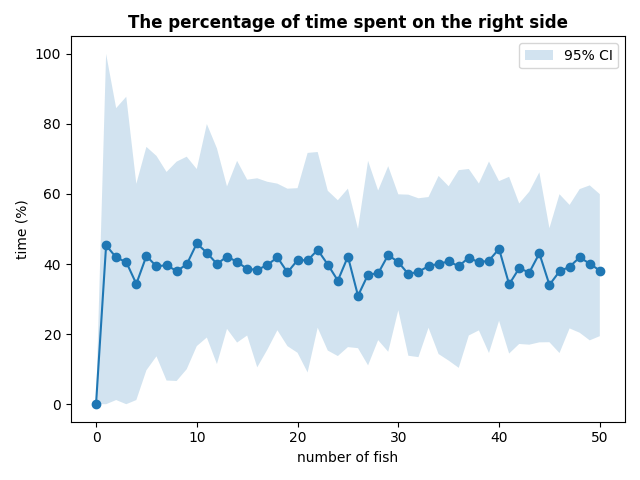 The percentage of time spent on the right side
95% CI
time (%)
100
80
60
40
20
0
0 10 20 30 40 50
number of fish